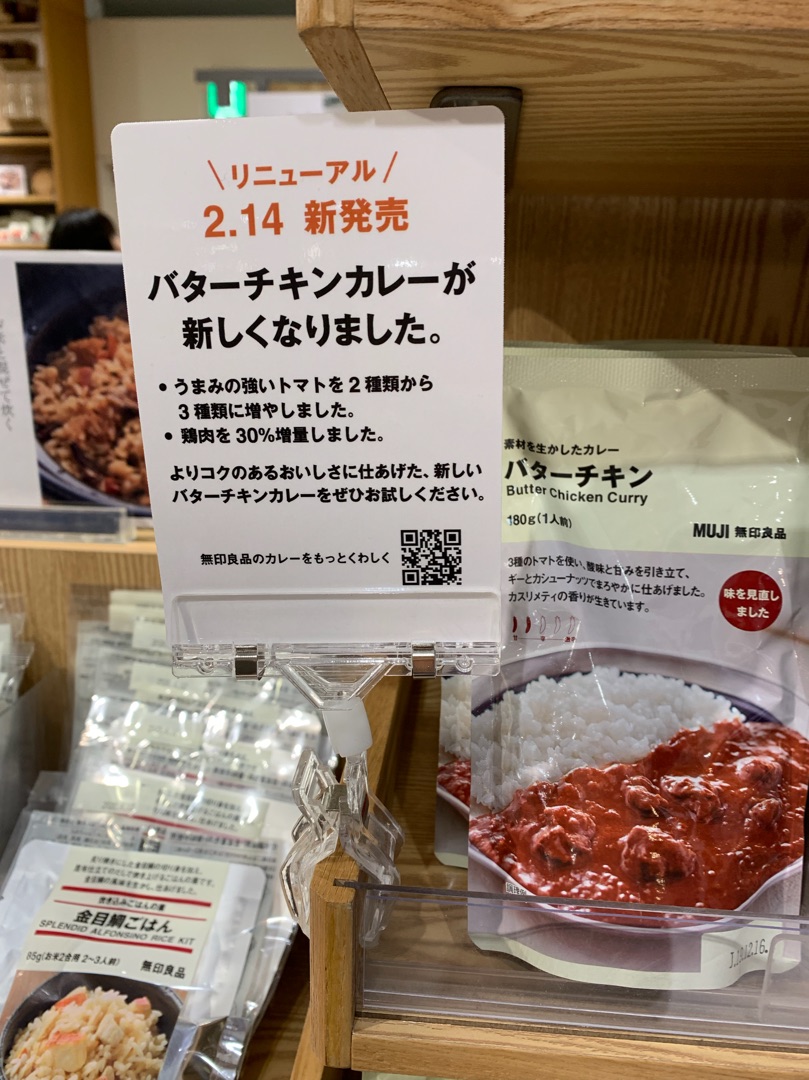 \リニューアル/
2.14 新発売
バターチキンカレーが
新しくなりました。
• うまみの強いトマトを2種類から
3種類に増やしました。
• 鶏肉を30%増量しました。
よりコクのあるおいしさに仕あげた、新しい
バターチキンカレーをぜひお試しください。
無印良品のカレーをもっとくわしく
素材を生かしたカレー
バターチキン
Butter Chicken Curry
180g(1人前)
MUJI 無印良品
3種のトマトを使い、酸味と甘みを引き立て、
ギーとカシューナッツでまろやかに仕あげました。
カスリメティの香りが生きています。
味を見直し
ました
炊き込みごはんの素
金目鯛ごはん
SPLENDID ALFONSINO RICE KIT
85g(お米2合用 2~3人前)
無印良品